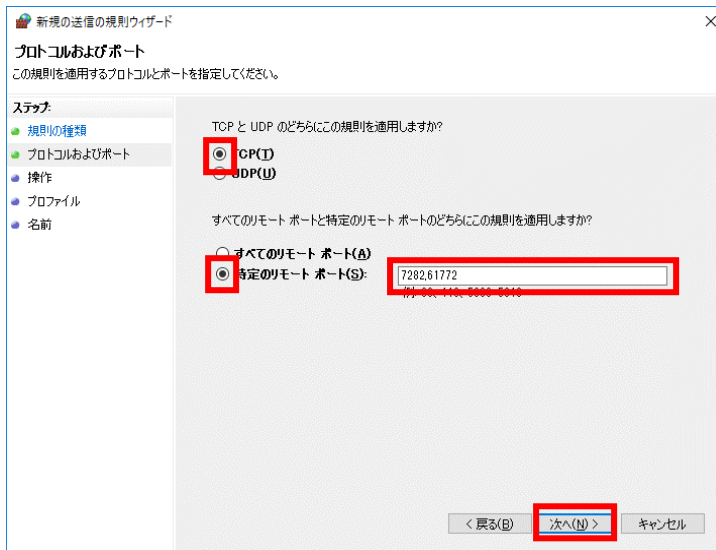 新規の送信の規則ウィザード
プロトコルおよびポート
この規則を適用するプロトコルとポートを指定してください。
ステップ:
規則の種類
プロトコルおよびポート
操作
プロファイル
名前
TCP と UDP のどちらにこの規則を適用しますか?
TCP(T)
UDP(U)
すべてのリモート ポートと特定のリモート ポートのどちらにこの規則を適用しますか?
すべてのリモート ポート(A)
特定のリモート ポート(S):
7282,61772
< 戻る(B)
次へ(N) >
キャンセル